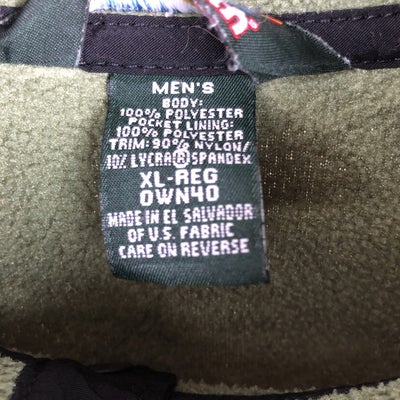 MEN'S
BODY:
100% POLYESTER
POCKET LINING:
100% POLYESTER
TRIM: 90% NYLON/
10% LYCRA®SPANDEX
XL-REG
OWN40
MADE IN EL SALVADOR
OF U.S. FABRIC
CARE ON REVERSE